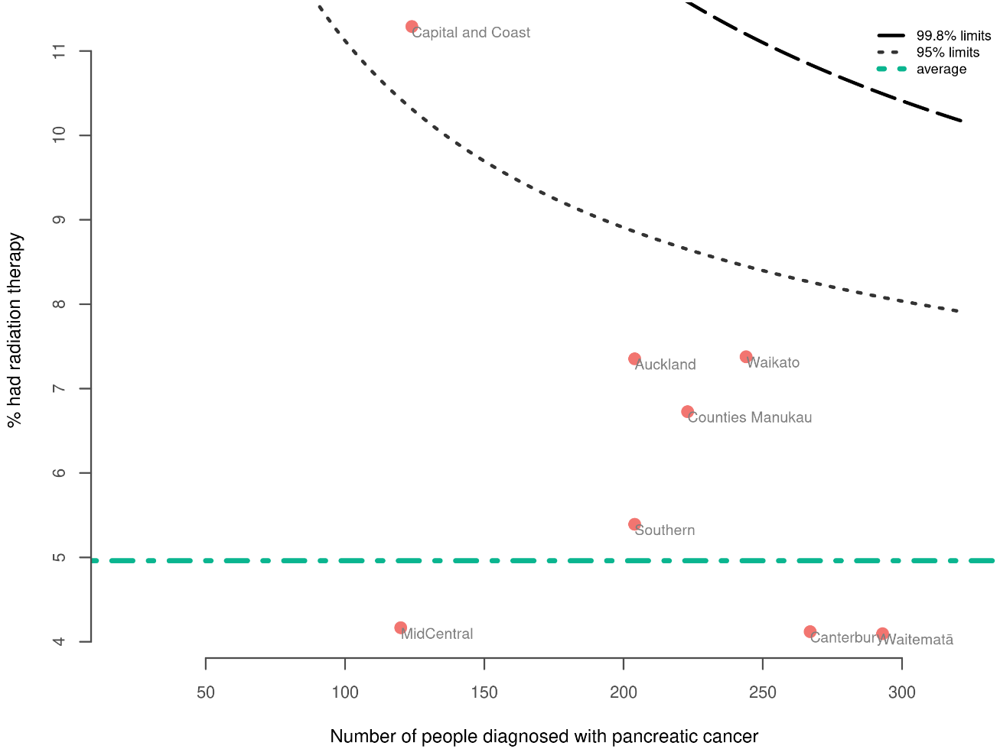 Capital and Coast
99.8% limits
95% limits
average
11
10
9
8
7
6
5
4
% had radiation therapy
Auckland
Waikato
Counties Manukau
Southern
MidCentral
Canterbury
Waitematā
50
100
150
200
250
300
Number of people diagnosed with pancreatic cancer